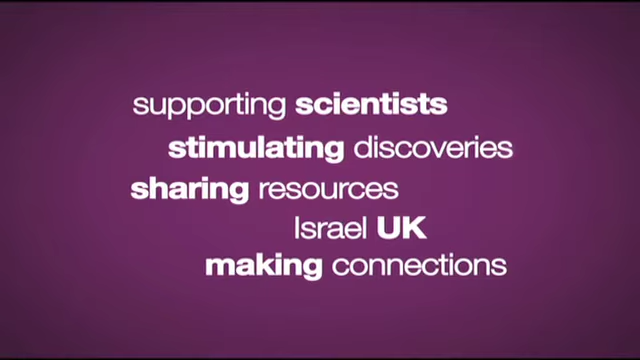 supporting scientists
stimulating discoveries
sharing resources
Israel UK
making connections